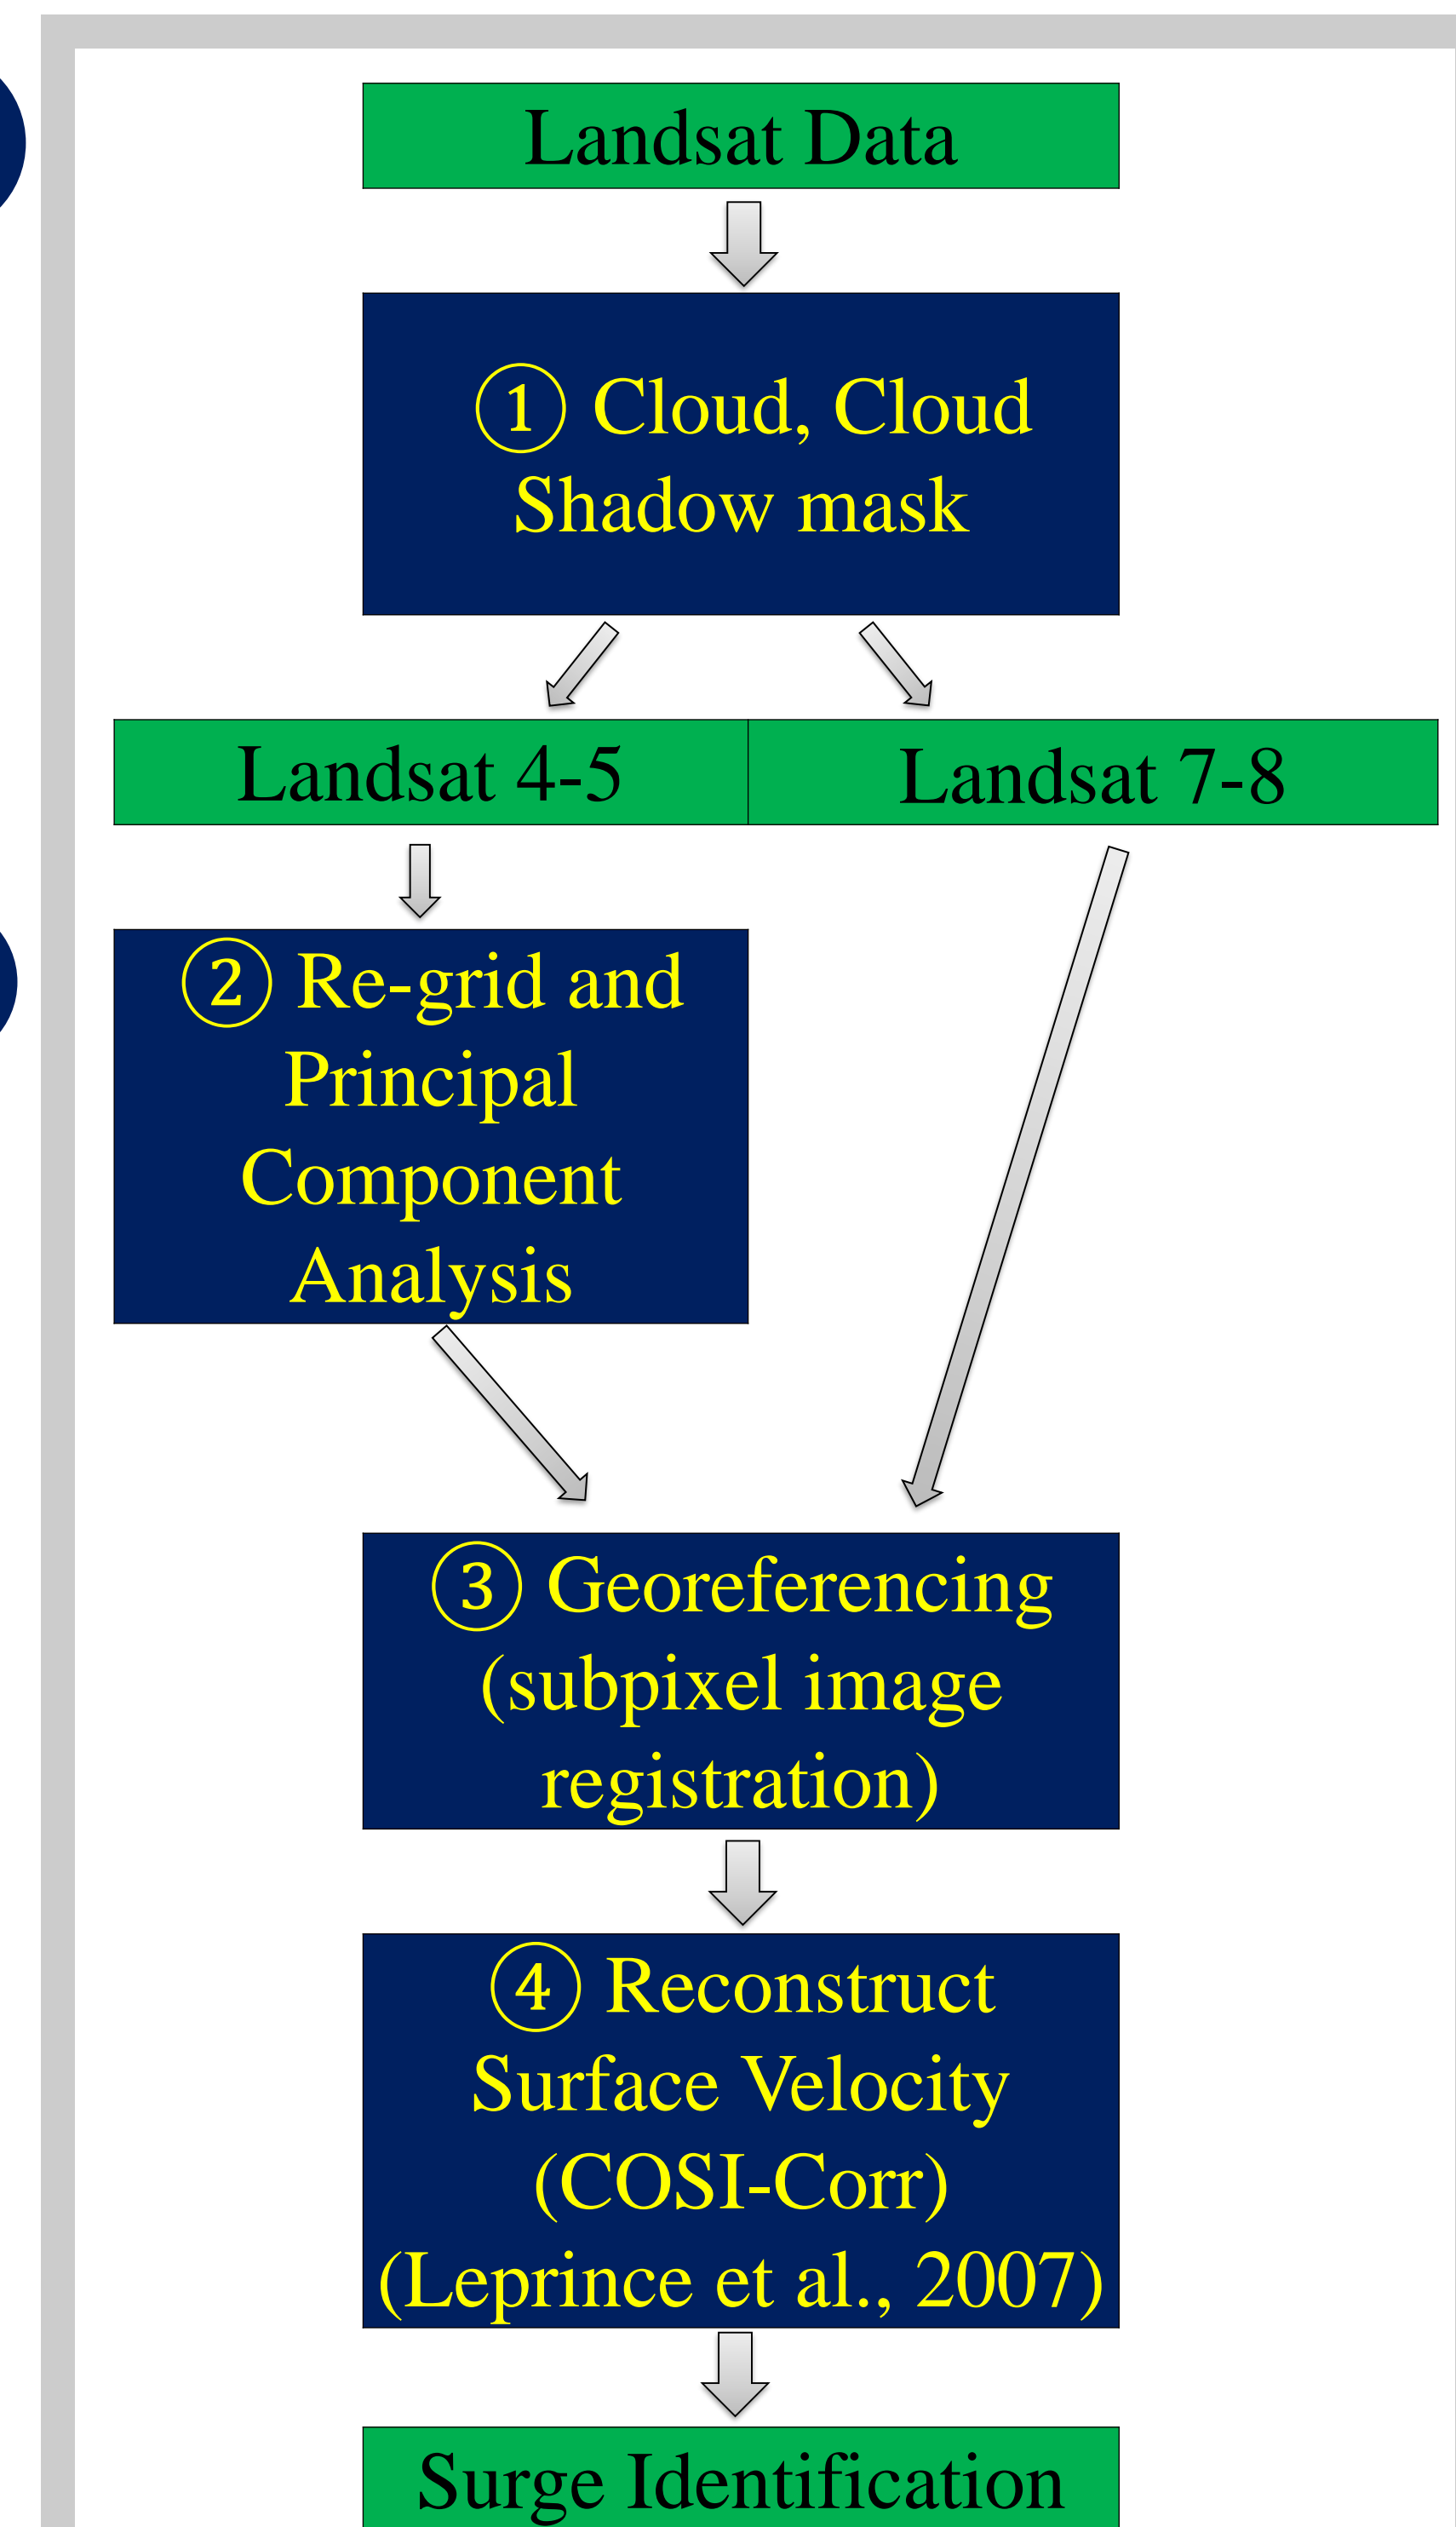 Landsat Data
① Cloud, Cloud
Shadow mask
Landsat 4-5
Landsat 7-8
② Re-grid and
Principal
Component
Analysis
③ Georeferencing
(subpixel image
registration)
④ Reconstruct
Surface Velocity
(COSI-Corr)
(Leprince et al., 2007)
Surge Identification